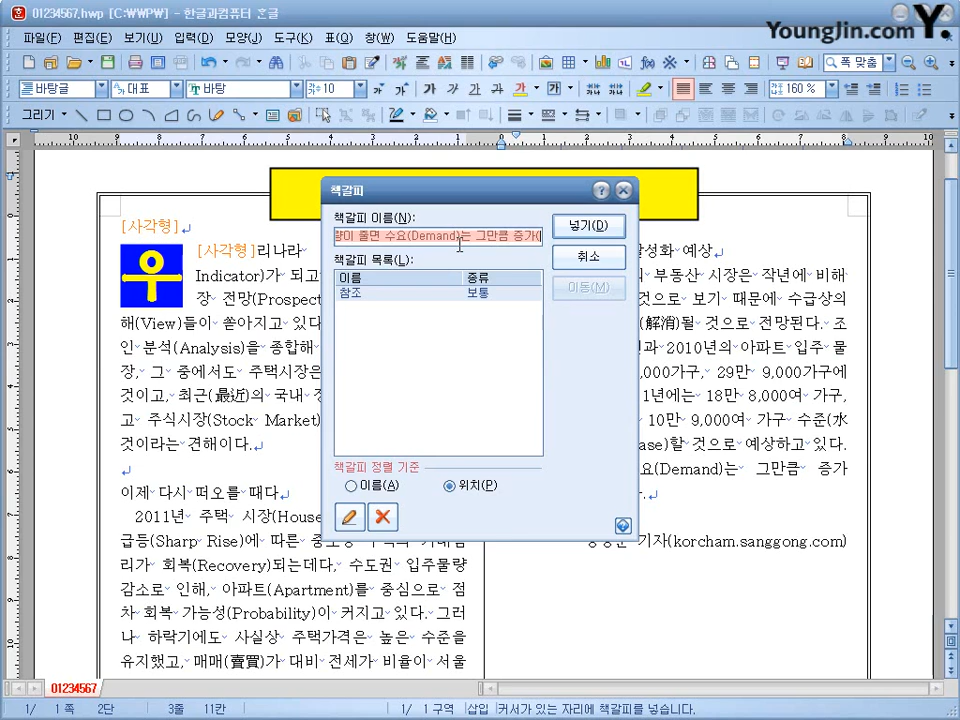 01234567.hwp [C:₩WPW] - 한글과컴퓨터 흔글
YoungJin.com Y.
파일(F) 편집(E) 보기(U) 입력(D) 모양(J) 도구(K) 표(Q) 창(W) 도움말(H)
폭 맞춤
바탕글 대표 바탕 10 160 %
그리기
책갈피
책갈피 이름(N):
량이 줄면 수요(Demand)는 그만큼 증가(
넣기(D)
취소
이동(M)
책갈피 목록(L):
이름 종류
참조 보통
책갈피 정렬 기준
이름(A) 위치(P)
[사각형]
우
[사각형]리나라
Indicator)가 되고
장 전망(Prospect
해(View)들이 쏟아지고 있다
인 분석(Analysis)을 종합해
장, 그 중에서도 주택시장은
것이고, 최근(最近)의 국내
고 주식시장(Stock Market)
것이라는 견해이다.
이제 다시 떠오를 때다
2011년 주택 시장(House
급등(Sharp Rise)에 따른
리가 회복(Recovery)되는데다, 수도권 입주물량
감소로 인해, 아파트(Apartment)를 중심으로 점
차 회복 가능성(Probability)이 커지고 있다. 그러
나 하락기에도 사실상 주택가격은 높은 수준을
유지했고, 매매(賣買)가 대비 전세가 비율이 서울
활성화 예상
의 부동산 시장은 작년에 비해
것으로 보기 때문에 수급상의
(解消)될 것으로 전망된다. 조
과 2010년의 아파트 입주 물
,000가구, 29만 9,000가구에
1년에는 18만 8,000여 가구,
10만 9,000여 가구 수준(水
ase)할 것으로 예상하고 있다.
요(Demand)는 그만큼 증가
기자(korcham.sanggong.com)
01234567
1/ 1 쪽 2단 3줄 11칸 1/ 1 구역 삽입 커서가 있는 자리에 책갈피를 넣습니다.